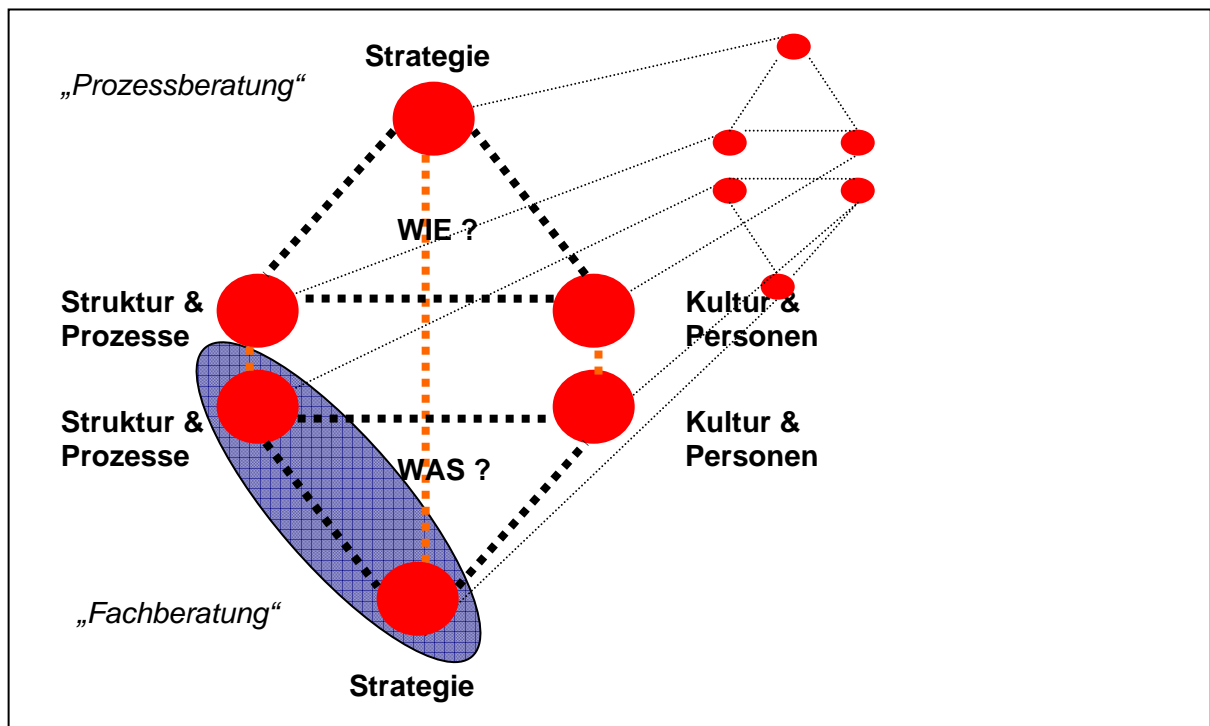 Strategie
„Prozessberatung“
WIE ?
Struktur &
Prozesse
Kultur &
Personen
Struktur &
Prozesse
Kultur &
Personen
WAS ?
„Fachberatung“
Strategie